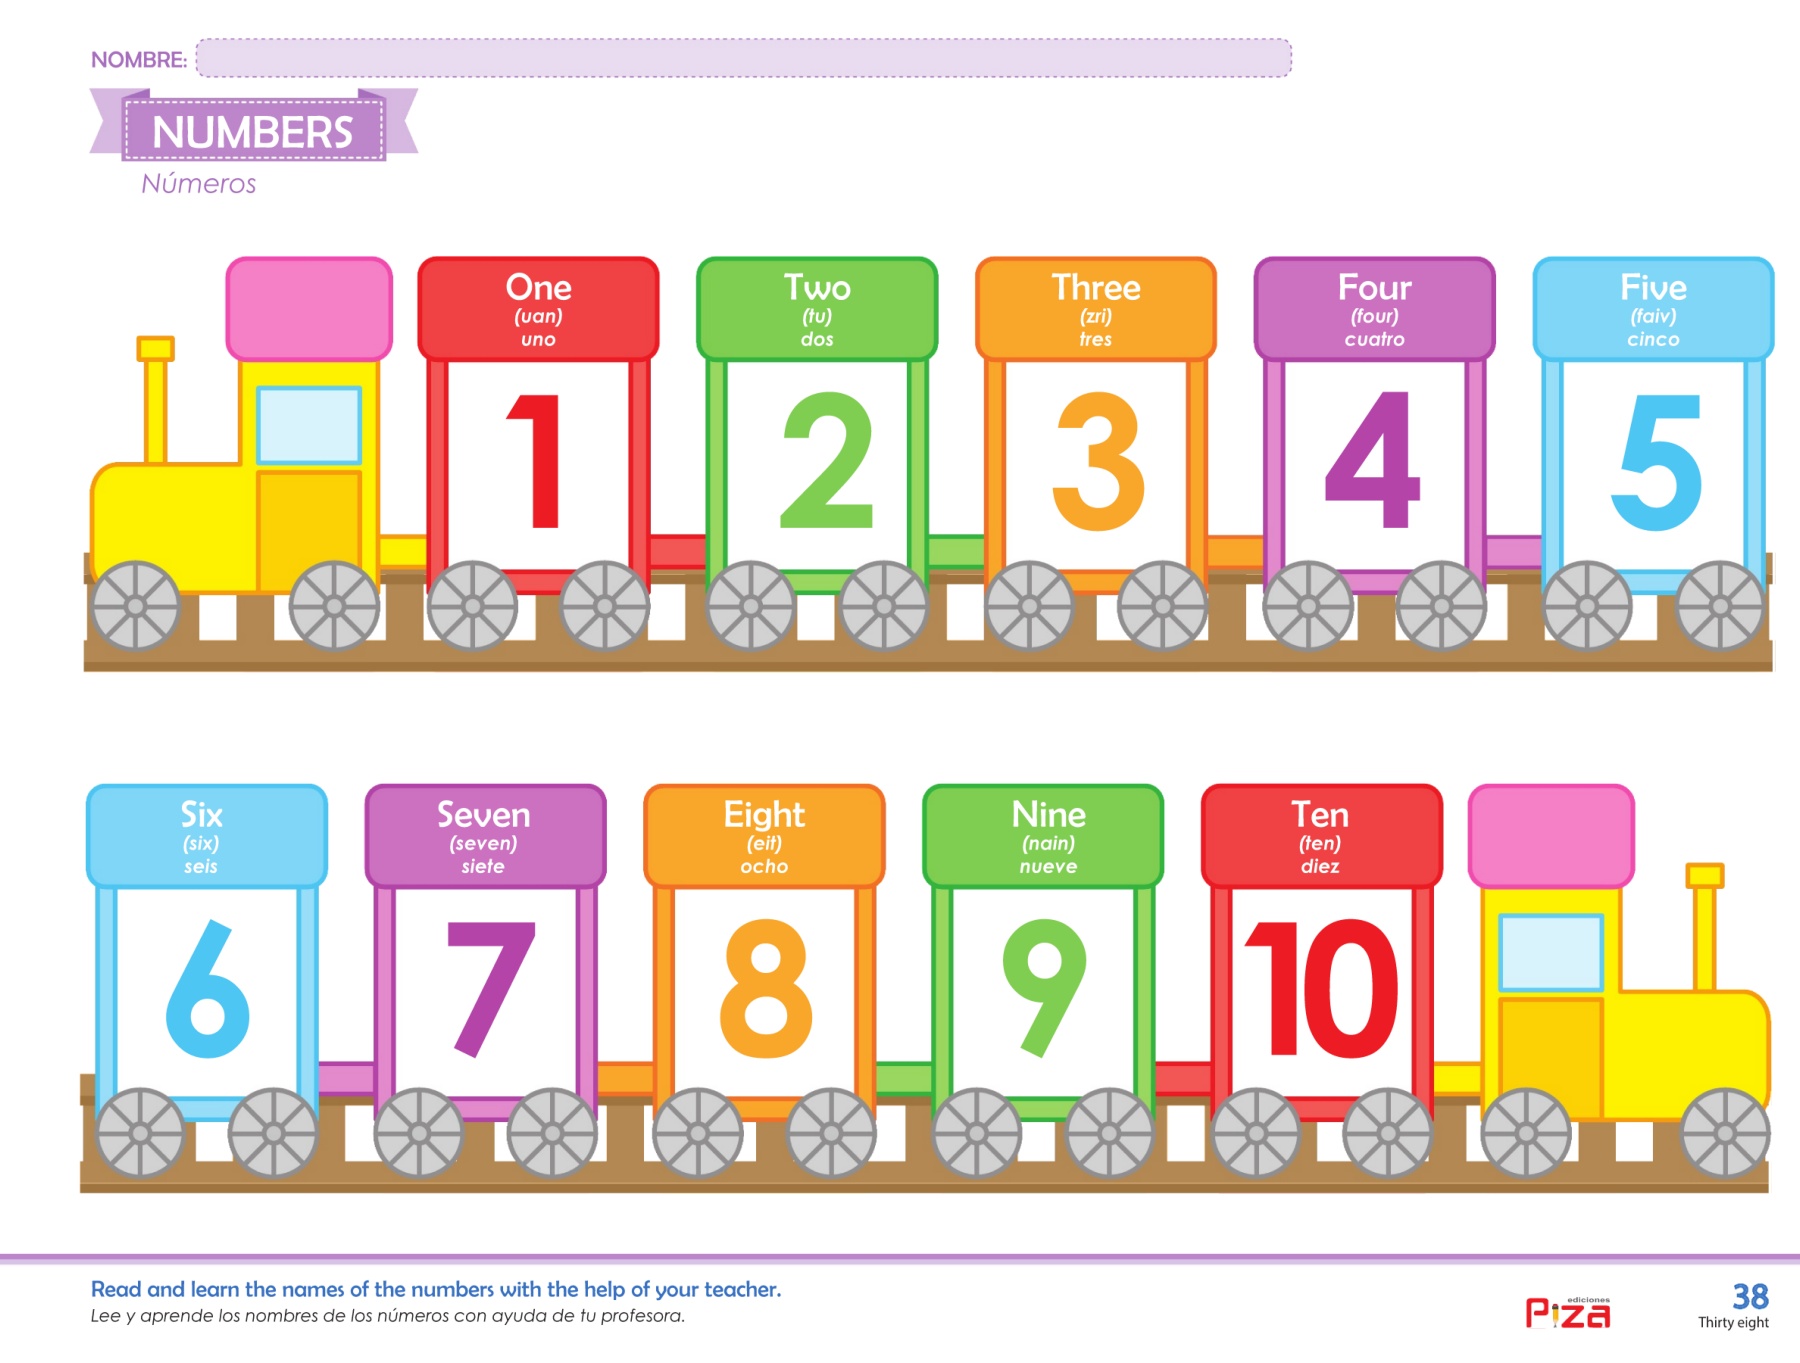 NOMBRE:
NUMBERS
Números
One
(uan)
uno
1
Two
(tu)
dos
2
Three
(zri)
tres
3
Four
(four)
cuatro
4
Five
(faiv)
cinco
5
Six
(six)
seis
6
Seven
(seven)
siete
7
Eight
(eit)
ocho
8
Nine
(nain)
nueve
9
Ten
(ten)
diez
10
Read and learn the names of the numbers with the help of your teacher.
Lee y aprende los nombres de los números con ayuda de tu profesora.
ediciones
Piza
38
Thirty eight